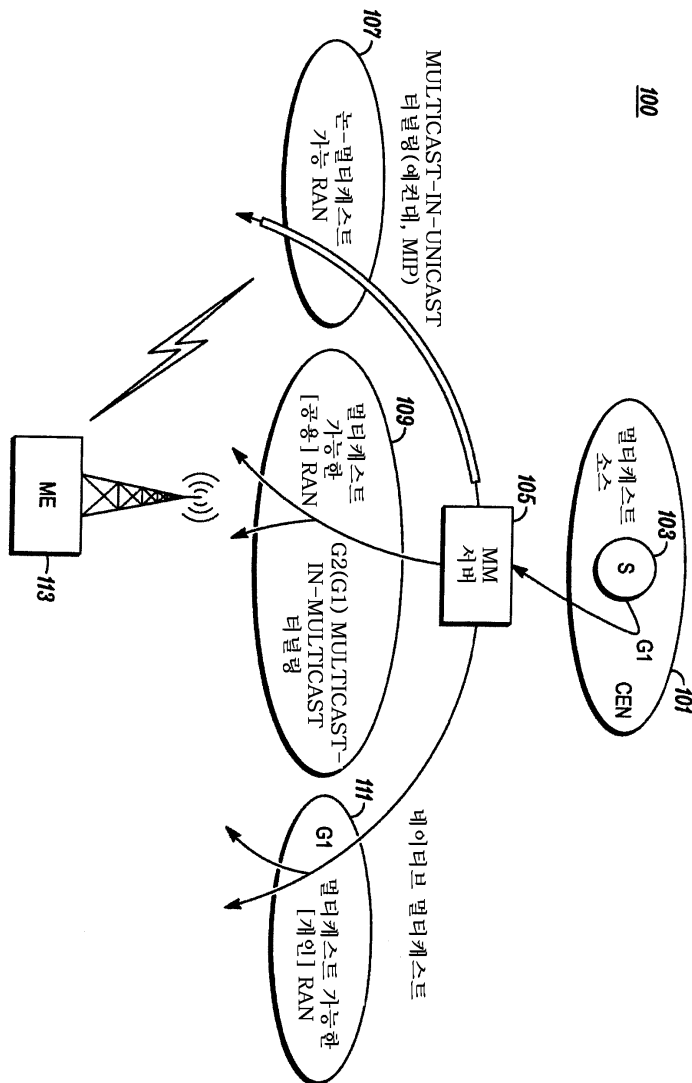 100
101
103
멀티캐스트
소스
S
G1
CEN
105
MM
서버
MULTICAST-IN-UNICAST
터널링(예컨대, MIP)
네이티브 멀티캐스트
107
논-멀티캐스트
가능 RAN
109
멀티캐스트
가능한
[공용] RAN
G2(G1) MULTICAST-
IN-MULTICAST
터널링
111
G1
멀티캐스트 가능한
[개인] RAN
ME
113